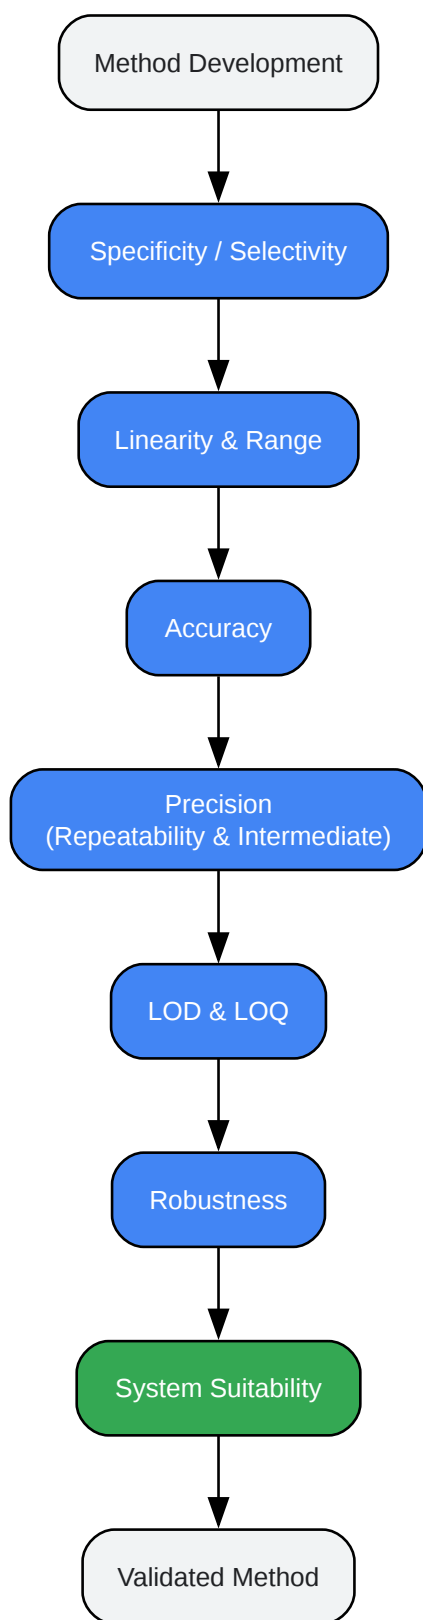 Method Development
Specificity / Selectivity
Linearity & Range
Accuracy
Precision
(Repeatability & Intermediate)
LOD & LOQ
Robustness
System Suitability
Validated Method